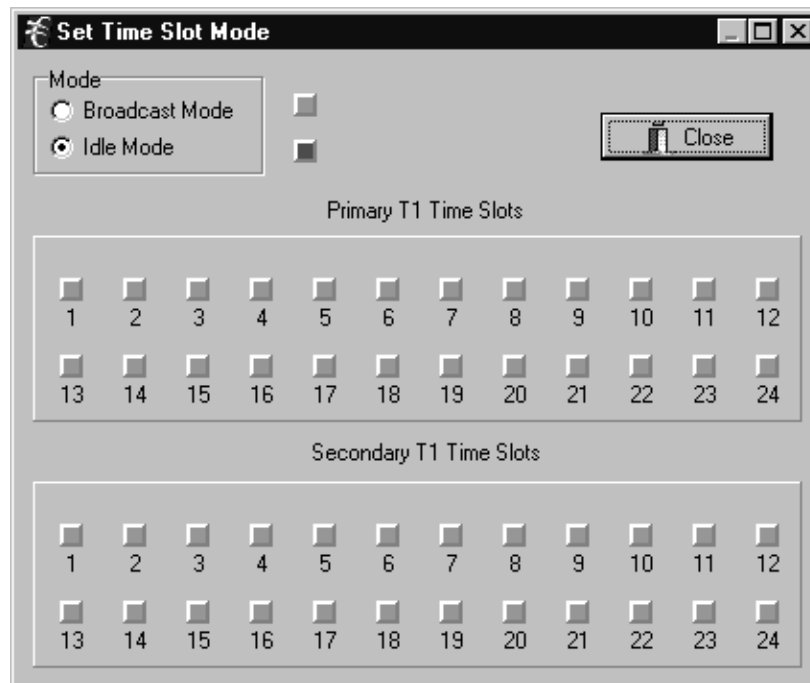 Set Time Slot Mode
Mode
Broadcast Mode
Idle Mode
Close
Primary T1 Time Slots
1 2 3 4 5 6 7 8 9 10 11 12
13 14 15 16 17 18 19 20 21 22 23 24
Secondary T1 Time Slots
1 2 3 4 5 6 7 8 9 10 11 12
13 14 15 16 17 18 19 20 21 22 23 24